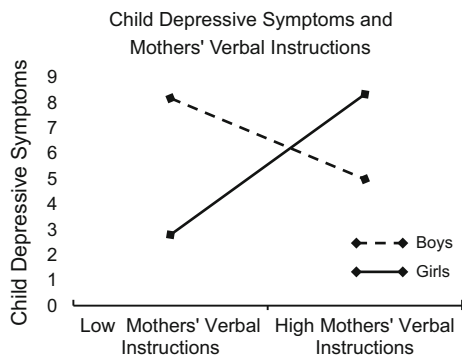 Child Depressive Symptoms and
Mothers' Verbal Instructions
Child Depressive Symptoms
9
8
7
6
5
4
3
2
1
0
Boys
Girls
Low Mothers' Verbal
Instructions
High Mothers' Verbal
Instructions